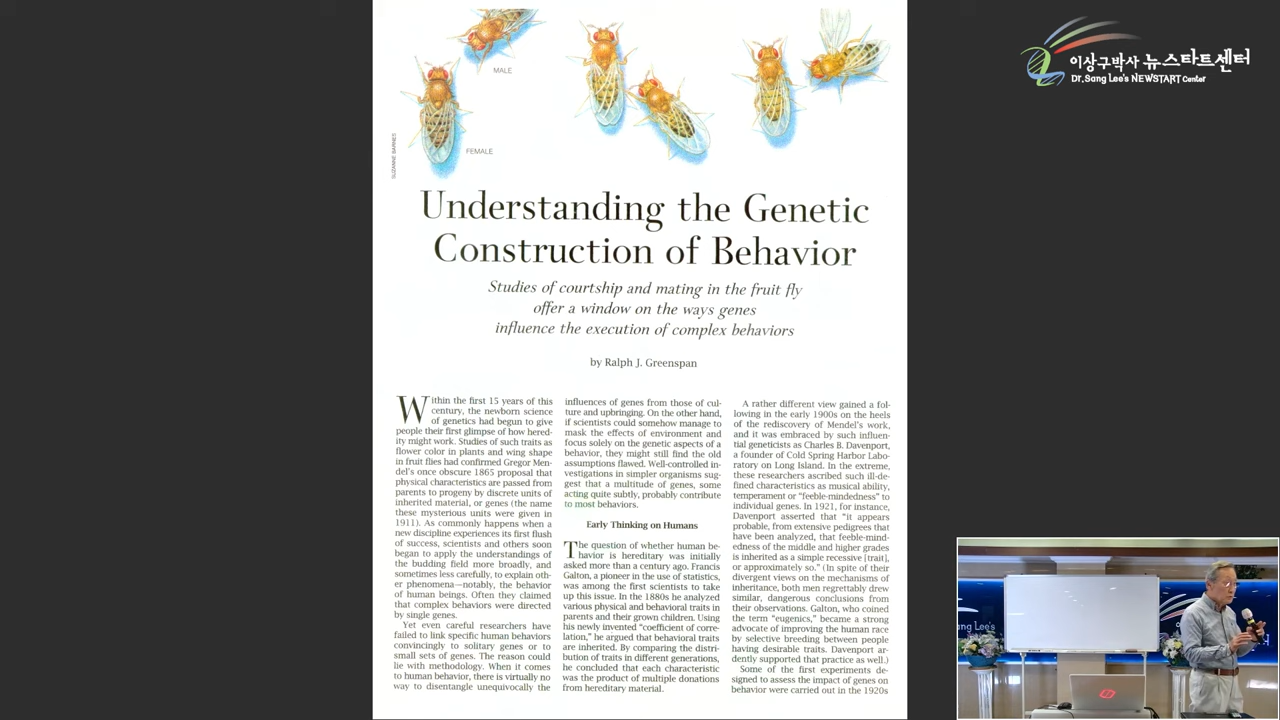 MALE
FEMALE
SUZANNE BARNES
이상구박사 뉴스타트센터
Dr. Sang Lee's NEWSTART Center
Understanding the Genetic
Construction of Behavior
Studies of courtship and mating in the fruit fly
offer a window on the ways genes
influence the execution of complex behaviors
by Ralph J. Greenspan
Within the first 15 years of this
century, the newborn science
of genetics had begun to give
people their first glimpse of how hered-
ity might work. Studies of such traits as
flower color in plants and wing shape
in fruit flies had confirmed Gregor Men-
del's once obscure 1865 proposal that
physical characteristics are passed from
parents to progeny by discrete units of
inherited material, or genes (the name
these mysterious units were given in
1911). As commonly happens when a
new discipline experiences its first flush
of success, scientists and others soon
began to apply the understandings of
the budding field more broadly, and
sometimes less carefully, to explain oth-
er phenomena—notably, the behavior
of human beings. Often they claimed
that complex behaviors were directed
by single genes.
Yet even careful researchers have
failed to link specific human behaviors
convincingly to solitary genes or to
small sets of genes. The reason could
lie with methodology. When it comes
to human behavior, there is virtually no
way to disentangle unequivocally the
influences of genes from those of cul-
ture and upbringing. On the other hand,
if scientists could somehow manage to
mask the effects of environment and
focus solely on the genetic aspects of a
behavior, they might still find the old
assumptions flawed. Well-controlled in-
vestigations in simpler organisms sug-
gest that a multitude of genes, some
acting quite subtly, probably contribute
to most behaviors.
Early Thinking on Humans
The question of whether human be-
havior is hereditary was initially
asked more than a century ago. Francis
Galton, a pioneer in the use of statistics,
was among the first scientists to take
up this issue. In the 1880s he analyzed
various physical and behavioral traits in
parents and their grown children. Using
his newly invented "coefficient of corre-
lation," he argued that behavioral traits
are inherited. By comparing the distri-
bution of traits in different generations,
he concluded that each characteristic
was the product of multiple donations
from hereditary material.
A rather different view gained a fol-
lowing in the early 1900s on the heels
of the rediscovery of Mendel's work,
and it was embraced by such influen-
tial geneticists as Charles B. Davenport,
a founder of Cold Spring Harbor Labo-
ratory on Long Island. In the extreme,
these researchers ascribed such ill-de-
fined characteristics as musical ability,
temperament or "feeble-mindedness" to
individual genes. In 1921, for instance,
Davenport asserted that "it appears
probable, from extensive pedigrees that
have been analyzed, that feeble-mind-
edness of the middle and higher grades
is inherited as a simple recessive [trait],
or approximately so." (In spite of their
divergent views on the mechanisms of
inheritance, both men regrettably drew
similar, dangerous conclusions from
their observations. Galton, who coined
the term "eugenics," became a strong
advocate of improving the human race
by selective breeding between people
having desirable traits. Davenport ar-
dently supported that practice as well.)
Some of the first experiments de-
signed to assess the impact of genes on
behavior were carried out in the 1920s